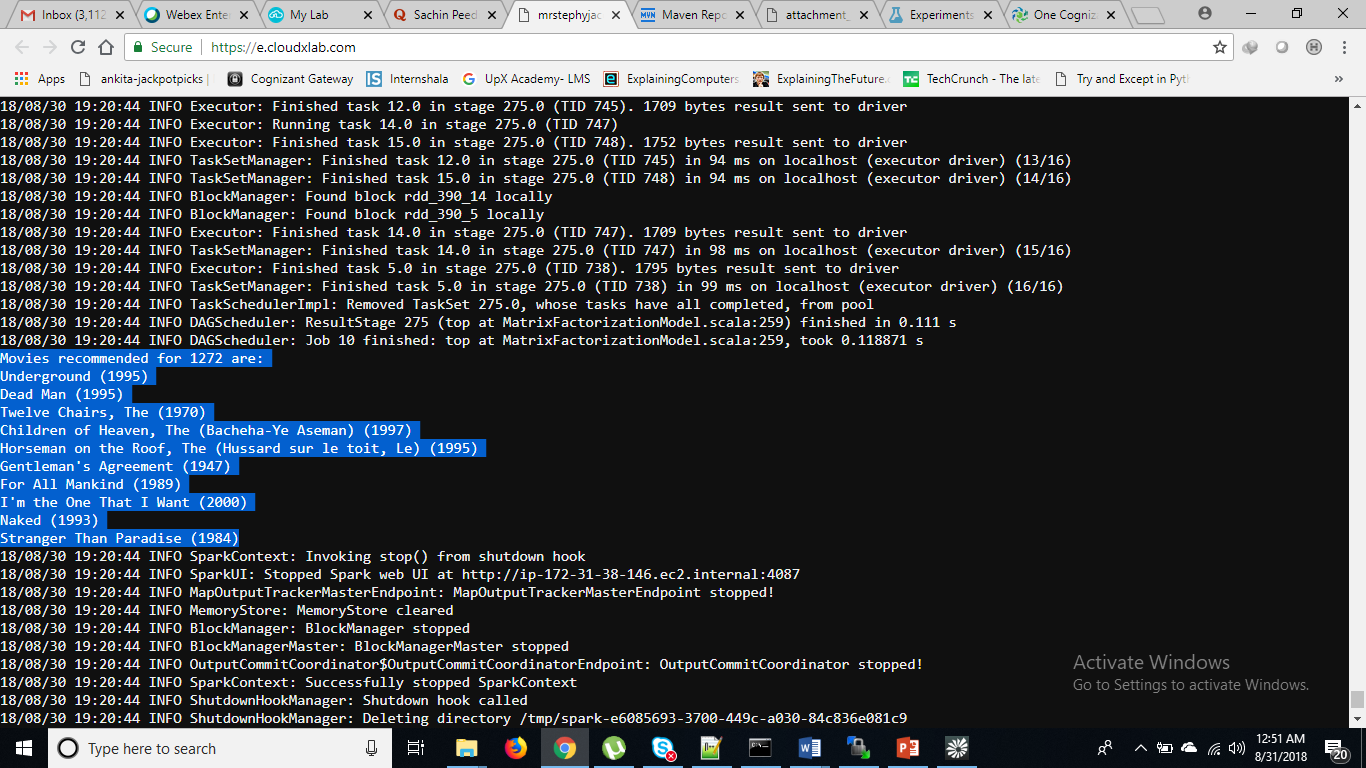 Inbox (3,112
Webex Ente
My Lab
Sachin Peed
mrstephyjac
Maven Repo
attachment_
Experiments
One Cogniz
Secure
https://e.cloudxlab.com
Apps
ankita-jackpotpicks |
Cognizant Gateway
Internshala
UpX Academy- LMS
ExplainingComputers
ExplainingTheFuture.
TechCrunch - The late
Try and Except in Pyt
»
18/08/30 19:20:44 INFO Executor: Finished task 12.0 in stage 275.0 (TID 745). 1709 bytes result sent to driver
18/08/30 19:20:44 INFO Executor: Running task 14.0 in stage 275.0 (TID 747)
18/08/30 19:20:44 INFO Executor: Finished task 15.0 in stage 275.0 (TID 748). 1752 bytes result sent to driver
18/08/30 19:20:44 INFO TaskSetManager: Finished task 12.0 in stage 275.0 (TID 745) in 94 ms on localhost (executor driver) (13/16)
18/08/30 19:20:44 INFO TaskSetManager: Finished task 15.0 in stage 275.0 (TID 748) in 94 ms on localhost (executor driver) (14/16)
18/08/30 19:20:44 INFO BlockManager: Found block rdd_390_14 locally
18/08/30 19:20:44 INFO BlockManager: Found block rdd_390_5 locally
18/08/30 19:20:44 INFO Executor: Finished task 14.0 in stage 275.0 (TID 747). 1709 bytes result sent to driver
18/08/30 19:20:44 INFO TaskSetManager: Finished task 14.0 in stage 275.0 (TID 747) in 98 ms on localhost (executor driver) (15/16)
18/08/30 19:20:44 INFO Executor: Finished task 5.0 in stage 275.0 (TID 738). 1795 bytes result sent to driver
18/08/30 19:20:44 INFO TaskSetManager: Finished task 5.0 in stage 275.0 (TID 738) in 99 ms on localhost (executor driver) (16/16)
18/08/30 19:20:44 INFO TaskSchedulerImpl: Removed TaskSet 275.0, whose tasks have all completed, from pool
18/08/30 19:20:44 INFO DAGScheduler: ResultStage 275 (top at MatrixFactorizationModel.scala:259) finished in 0.111 s
18/08/30 19:20:44 INFO DAGScheduler: Job 10 finished: top at MatrixFactorizationModel.scala:259, took 0.118871 s
Movies recommended for 1272 are:
Underground (1995)
Dead Man (1995)
Twelve Chairs, The (1970)
Children of Heaven, The (Bacheha-Ye Aseman) (1997)
Horseman on the Roof, The (Hussard sur le toit, Le) (1995)
Gentleman's Agreement (1947)
For All Mankind (1989)
I'm the One That I Want (2000)
Naked (1993)
Stranger Than Paradise (1984)
18/08/30 19:20:44 INFO SparkContext: Invoking stop() from shutdown hook
18/08/30 19:20:44 INFO SparkUI: Stopped Spark web UI at http://ip-172-31-38-146.ec2.internal:4087
18/08/30 19:20:44 INFO MapOutputTrackerMasterEndpoint: MapOutputTrackerMasterEndpoint stopped!
18/08/30 19:20:44 INFO MemoryStore: MemoryStore cleared
18/08/30 19:20:44 INFO BlockManager: BlockManager stopped
18/08/30 19:20:44 INFO BlockManagerMaster: BlockManagerMaster stopped
18/08/30 19:20:44 INFO OutputCommitCoordinator$OutputCommitCoordinatorEndpoint: OutputCommitCoordinator stopped!
18/08/30 19:20:44 INFO SparkContext: Successfully stopped SparkContext
18/08/30 19:20:44 INFO ShutdownHookManager: Shutdown hook called
18/08/30 19:20:44 INFO ShutdownHookManager: Deleting directory /tmp/spark-e6085693-3700-449c-a030-84c836e081c9
Activate Windows
Go to Settings to activate Windows.
Type here to search
12:51 AM
8/31/2018
20